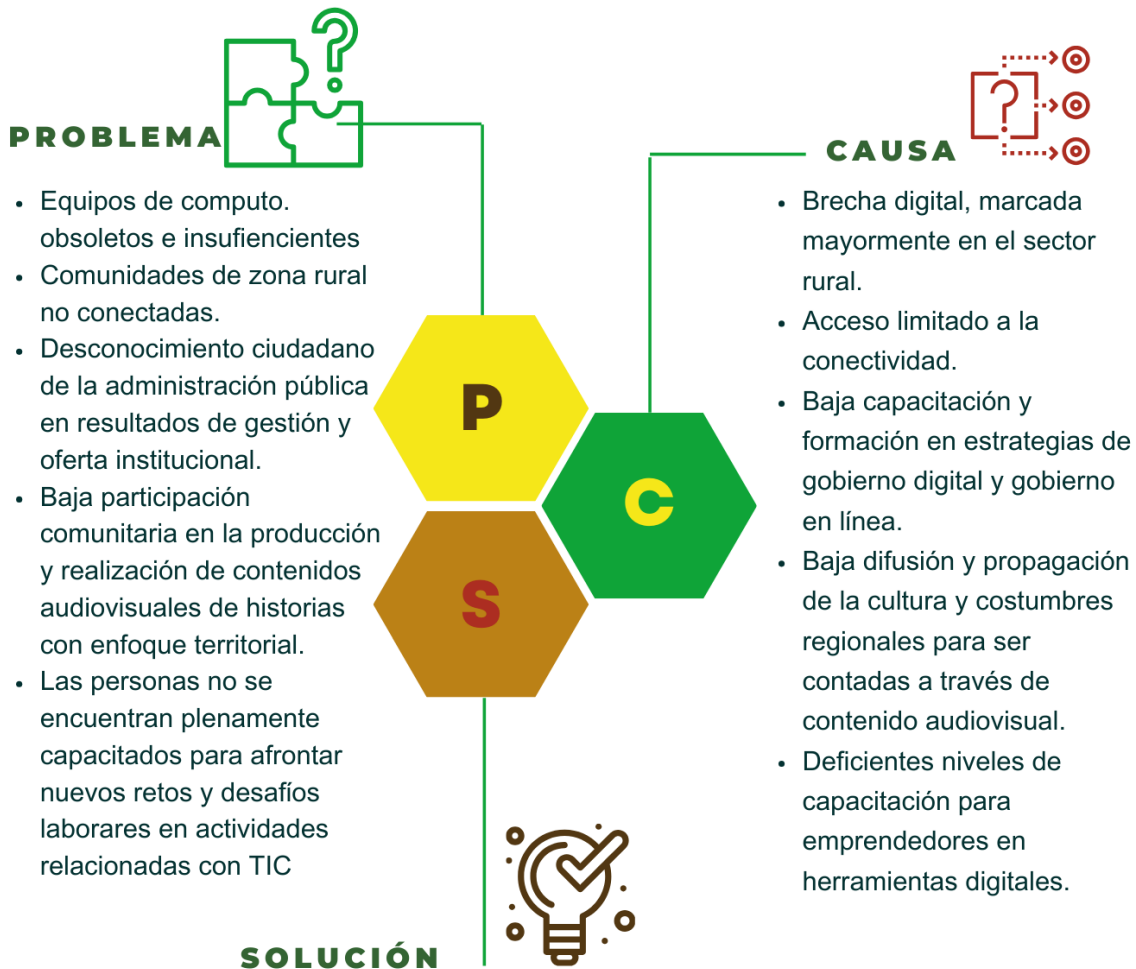 PROBLEMA
• Equipos de computo.
obsoletos e insufiencientes
• Comunidades de zona rural
no conectadas.
• Desconocimiento ciudadano
de la administración pública
en resultados de gestión y
oferta institucional.
• Baja participación
comunitaria en la producción
y realización de contenidos
audiovisuales de historias
con enfoque territorial.
• Las personas no se
encuentran plenamente
capacitados para afrontar
nuevos retos y desafíos
laborares en actividades
relacionadas con TIC
P
C
S
CAUSA
• Brecha digital, marcada
mayormente en el sector
rural.
• Acceso limitado a la
conectividad.
• Baja capacitación y
formación en estrategias de
gobierno digital y gobierno
en línea.
• Baja difusión y propagación
de la cultura y costumbres
regionales para ser
contadas a través de
contenido audiovisual.
• Deficientes niveles de
capacitación para
emprendedores en
herramientas digitales.
SOLUCIÓN